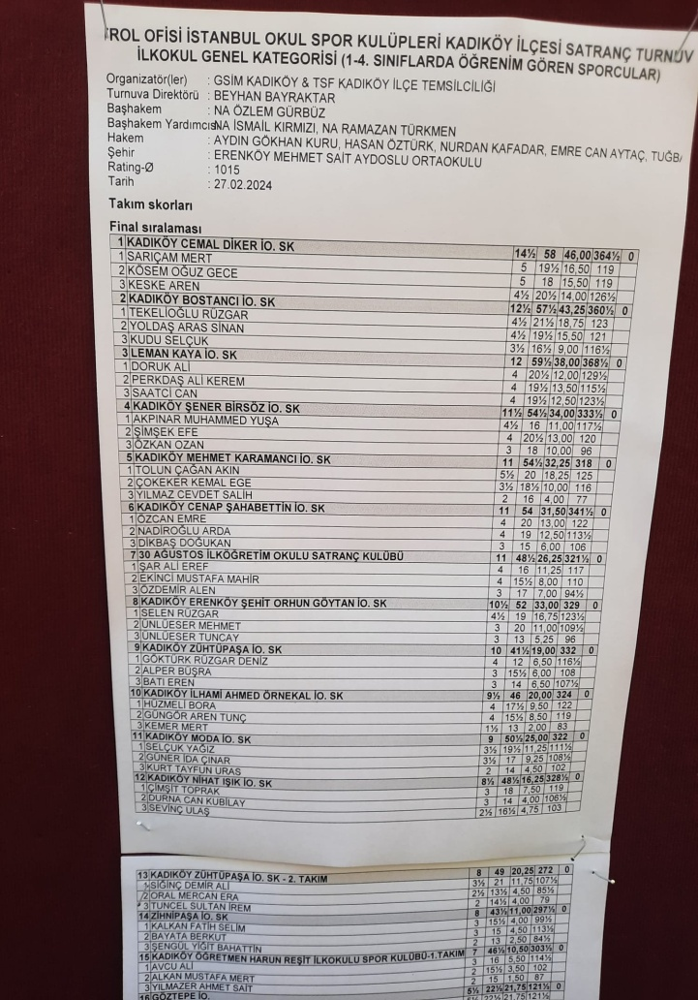 ROL OFİSİ İSTANBUL OKUL SPOR KULÜPLERİ KADIKÖY İLÇESİ SATRANÇ TURNUV
İLKOKUL GENEL KATEGORİSİ (1-4. SINIFLARDA ÖĞRENİM GÖREN SPORCULAR)
Organizatör(ler) : GSİM KADIKÖY & TSF KADIKÖY İLÇE TEMSİLCİLİĞİ
Turnuva Direktörü : BEYHAN BAYRAKTAR
Başhakem : NA ÖZLEM GÜRBÜZ
Başhakem Yardımcıs NA İSMAİL KIRMIZI, NA RAMAZAN TÜRKMEN
Hakem : AYDIN GÖKHAN KURU, HASAN ÖZTÜRK, NURDAN KAFADAR, EMRE CAN AYTAÇ, TUĞBA
Şehir : ERENKÖY MEHMET SAİT AYDOSLU ORTAOKULU
Rating-Ø : 1015
Tarih : 27.02.2024
Takım skorları
Final sıralaması
1 KADIKÖY CEMAL DİKER İO. SK 14½ 58 46,00 364½ 0
1 SARIÇAM MERT 5 19½ 16,50 119
2 KÖSEM OĞUZ GECE 5 18 15,50 119
3 KESKE AREN 4½ 20½ 14,00 126½
2 KADIKÖY BOSTANCI İO. SK 12½ 57½ 43,25 360½ 0
1 TEKELİOĞLU RÜZGAR 4½ 21½ 18,75 123
2 YOLDAŞ ARAS SİNAN 4½ 19½ 15,50 121
3 KUDU SELÇUK 3½ 16½ 9,00 116½
3 LEMAN KAYA İO. SK 12 59½ 38,00 368½ 0
1 DORUK ALİ 4 20½ 12,00 129½
2 PERKDAŞ ALİ KEREM 4 19½ 13,50 115½
3 SAATCİ CAN 4 19½ 12,50 123½
4 KADIKÖY ŞENER BİRSÖZ İO. SK 11½ 54½ 34,00 333½ 0
1 AKPINAR MUHAMMED YUŞA 4½ 16 11,00 117½
2 ŞİMŞEK EFE 4 20½ 13,00 120
3 ÖZKAN OZAN 3 18 10,00 96
5 KADIKÖY MEHMET KARAMANCI İO. SK 11 54½ 32,25 318 0
1 TOLUN ÇAĞAN AKIN 5½ 20 18,25 125
2 ÇOKEKER KEMAL EGE 3½ 18½ 10,00 116
3 YILMAZ CEVDET SALİH 2 16 4,00 77
6 KADIKÖY CENAP ŞAHABETTİN İO. SK 11 54 31,50 341½ 0
1 ÖZCAN EMRE 4 20 13,00 122
2 NADİROĞLU ARDA 4 19 12,50 113½
3 DİKBAŞ DOĞUKAN 3 15 6,00 106
7 30 AĞUSTOS İLKÖĞRETİM OKULU SATRANÇ KULÜBÜ 11 48½ 26,25 321½ 0
1 ŞAR ALİ EREF 4 16 11,25 117
2 EKİNCİ MUSTAFA MAHİR 4 15½ 8,00 110
3 ÖZDEMİR ALEN 3 17 7,00 94½
8 KADIKÖY ERENKÖY ŞEHİT ORHUN GÖYTAN İO. SK 10½ 52 33,00 329 0
1 SELEN RÜZGAR 4½ 19 16,75 123½
2 ÜNLÜESER MEHMET 3 20 11,00 109½
3 ÜNLÜESER TUNCAY 3 13 5,25 96
9 KADIKÖY ZÜHTÜPAŞA İO. SK 10 41½ 19,00 332 0
1 GÖKTÜRK RÜZGAR DENİZ 4 12 6,50 116½
2 ALPER BÜŞRA 3 15½ 6,00 108
3 BATI EREN 3 14 6,50 107½
10 KADIKÖY İLHAMİ AHMED ÖRNEKAL İO. SK 9½ 46 20,00 324 0
1 HÜZMELİ BORA 4 17½ 9,50 122
2 GÜNGÖR AREN TUNÇ 4 15½ 8,50 119
3 KEMER MERT 1½ 13 2,00 83
11 KADIKÖY MODA İO. SK 9 50½ 25,00 322 0
1 SELÇUK YAĞIZ 3½ 19½ 11,25 111½
2 GÜNER İDA ÇINAR 3½ 17 9,25 108½
3 KURT TAYFUN URAS 2 14 4,50 102
12 KADIKÖY NİHAT IŞIK İO. SK 8½ 48½ 16,25 328½ 0
1 ÇİMŞİT TOPRAK 3 18 7,50 119
2 DURNA CAN KUBİLAY 3 14 4,00 106½
3 SEVİNÇ ULAŞ 2½ 16½ 4,75 103
13 KADIKÖY ZÜHTÜPAŞA İO. SK - 2. TAKIM 8 49 20,25 272 0
1 SİĞİNÇ DEMİR ALİ 3½ 21 11,75 107½
2 ORAL MERCAN ERA 2½ 13½ 4,50 85½
3 TUNCEL SULTAN İREM 2 14½ 4,00 79
14 ZİHNİPAŞA İO. SK 8 43½ 11,00 297½ 0
1 KALKAN FATİH SELİM 3 15½ 4,00 99½
2 BAYATA BERKUT 3 15 4,50 113½
3 ŞENGÜL YİĞİT BAHATTİN 2 13 2,50 84½
15 KADIKÖY ÖĞRETMEN HARUN REŞİT İLKOKULU SPOR KULÜBÜ-1.TAKIM 7 46½ 10,50 303½ 0
1 AVCU ALİ 3 16 5,50 114½
2 ALKAN MUSTAFA MERT 2 15½ 3,50 102
3 YILMAZER AHMET SAİT 2 15 1,50 87
16 GÖZTEPE İO. 5½ 22½ 21,75 121½ 0
22½ 21,75 121½